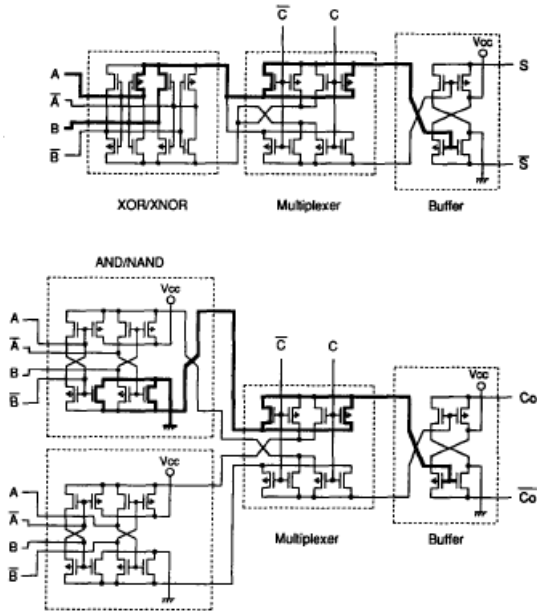 C̅ C
Vcc
A
A̅
B
B̅
S
S̅
XOR/XNOR Multiplexer Buffer
AND/NAND
Vcc
A
A̅
B
B̅
C̅ C
Vcc
Co
C̅o̅
Vcc
A
A̅
B
B̅
Multiplexer Buffer